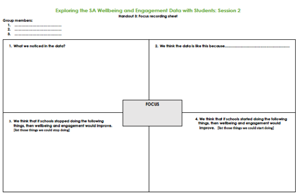 Exploring the SA Wellbeing and Engagement Data with Students: Session 2
Handout 5: Focus recording sheet
Group members:
1.
2.
3.
1. What we noticed in the data?
2. We think the data is like this because
FOCUS
3. We think that if schools stopped doing the following
things, then wellbeing and engagement would improve.
(list those things we could stop doing)
4. We think that if schools started doing the following
things, then wellbeing and engagement would
improve. (list those things we could start doing)